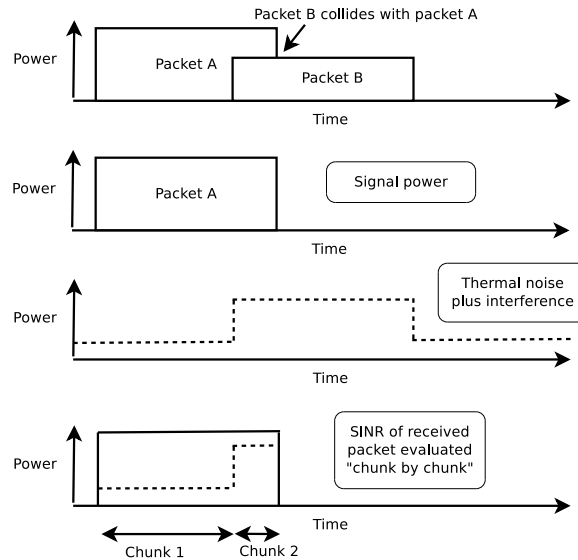 Packet B collides with packet A
Power
Packet A
Packet B
Time
Power
Packet A
Signal power
Time
Power
Thermal noise
plus interference
Time
Power
SINR of received
packet evaluated
"chunk by chunk"
Time
Chunk 1
Chunk 2